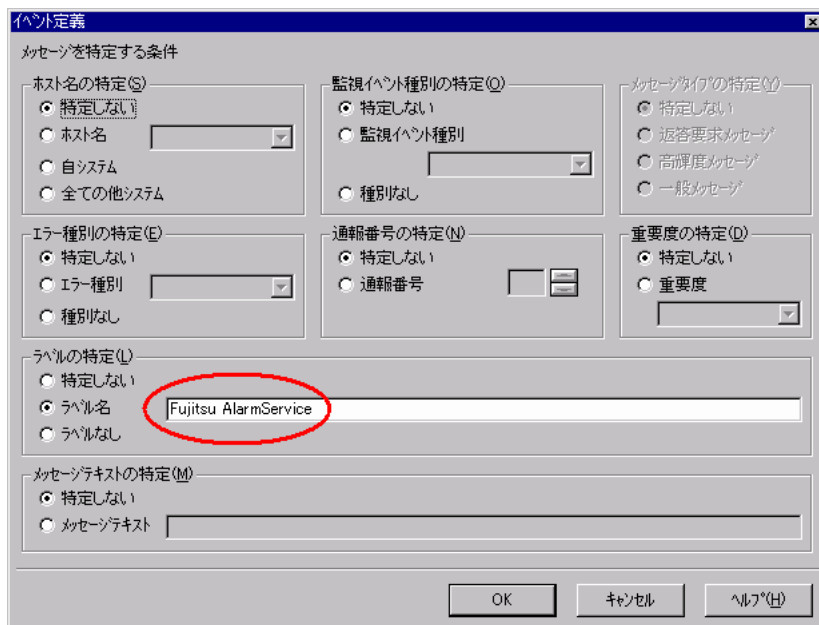 イベント定義
メッセージを特定する条件
ホスト名の特定(S)
特定しない
ホスト名
自システム
全ての他システム
監視イベント種別の特定(O)
特定しない
監視イベント種別
種別なし
メッセージタイプの特定(Y)
特定しない
返答要求メッセージ
高輝度メッセージ
一般メッセージ
エラー種別の特定(E)
特定しない
エラー種別
種別なし
通報番号の特定(N)
特定しない
通報番号
重要度の特定(D)
特定しない
重要度
ラベルの特定(L)
特定しない
ラベル名 Fujitsu AlarmService
ラベルなし
メッセージテキストの特定(M)
特定しない
メッセージテキスト
OK キャンセル ヘルプ(H)